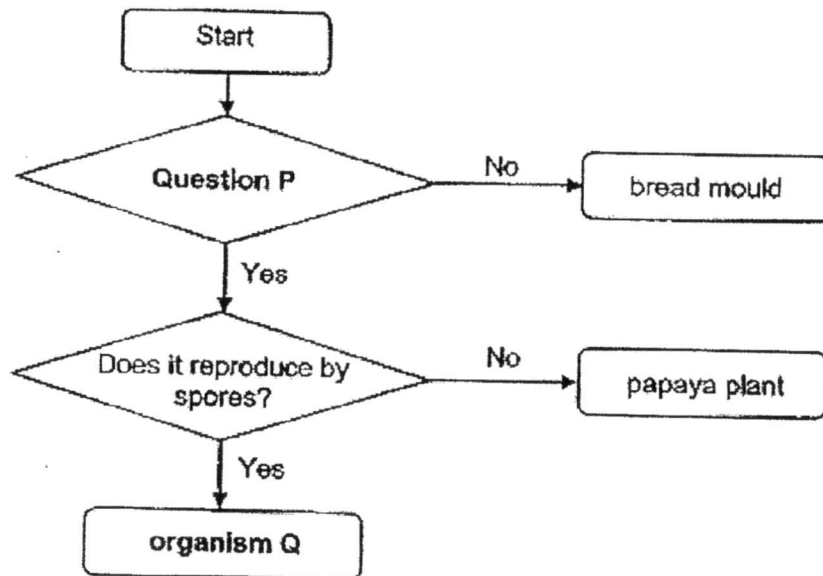 Start
Question P
No
bread mould
Yes
Does it reproduce by
spores?
No
papaya plant
Yes
organism Q